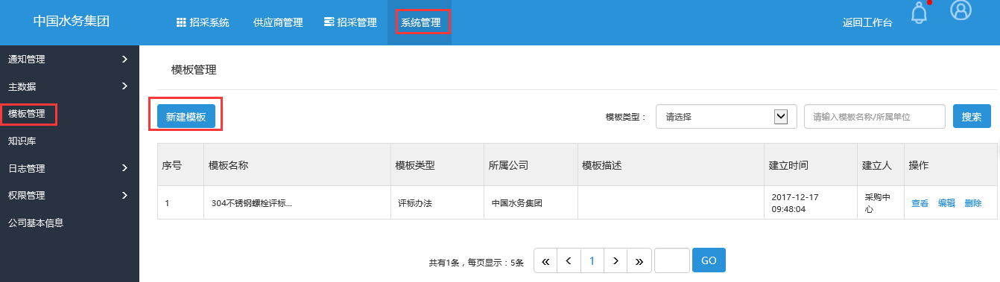 中国水务集团
招采系统
供应商管理
招采管理
系统管理
返回工作台
通知管理
主数据
模板管理
知识库
日志管理
权限管理
公司基本信息
模板管理
新建模板
模板类型：
请选择
请输入模板名称/所属单位
搜索
序号 模板名称 模板类型 所属公司 模板描述 建立时间 建立人 操作
1 304不锈钢螺栓评标... 评标办法 中国水务集团 2017-12-17 采购中 查看 编辑 删除
09:48:04 心
共有1条，每页显示：5条 « < 1 > » GO